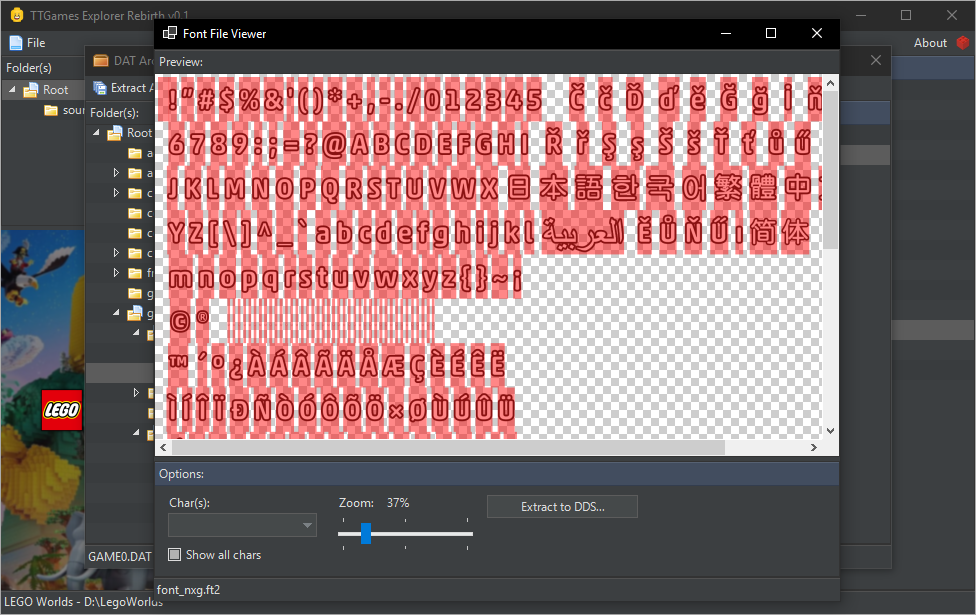 TTGames Explorer Rebirth v0.1
File
About
Folder(s)
Root
DAT
Extract
Folder(s):
Root
Font File Viewer
Preview:
!"#$%&'()*+,-./012345 Č č Ď ď ě Ğ ğ İ ň
6789:;=?@ABCDEFGHI Ř ř Ş ş Š š Ť ť ů ű
JKLMNOPQRSTUVWX 日 本 語 한 국 어 繁 體 中
YZ[\]^_`abcdefghijkl العربية Ě Ů Ň Ű ı 简 体
mnopqrstuvwxyz{}~¡
©®
™´º¿ÀÁÂÃÄÅÆÇÈÉÊË
ÌÍÎÏÐÑÒÓÔÕÖ×ØÙÚÛÜ
Options:
Char(s):
Zoom: 37%
Extract to DDS...
Show all chars
font_nxg.ft2
GAME0.DAT
LEGO
LEGO Worlds - D:\LegoWorlds